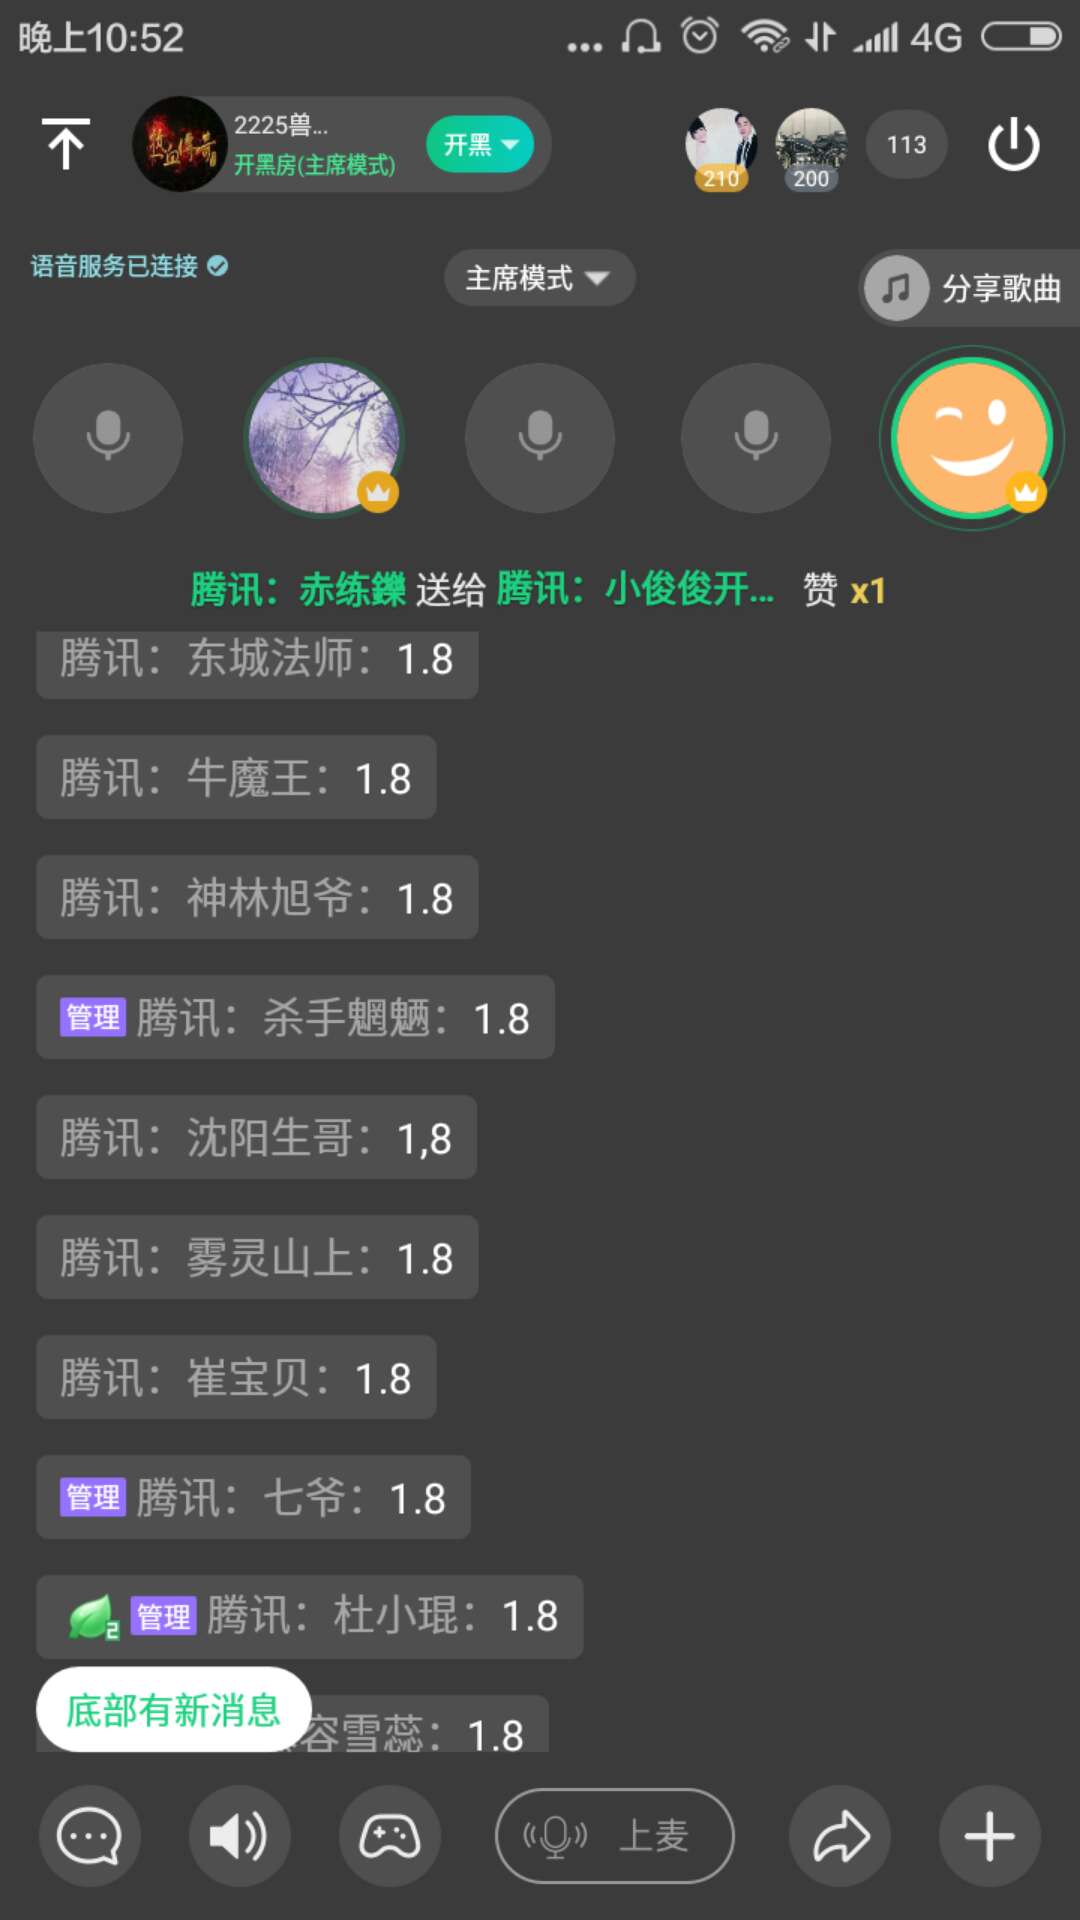 晚上10:52
4G
热血传奇
2225兽...
开黑房(主席模式)
开黑
210
200
113
语音服务已连接
主席模式
分享歌曲
腾讯：赤练鑠 送给 腾讯：小俊俊开... 赞 x1
腾讯：东城法师：1.8
腾讯：牛魔王：1.8
腾讯：神林旭爷：1.8
管理 腾讯：杀手魍魉：1.8
腾讯：沈阳生哥：1,8
腾讯：雾灵山上：1.8
腾讯：崔宝贝：1.8
管理 腾讯：七爷：1.8
2 管理 腾讯：杜小琨：1.8
容雪蕊：1.8
底部有新消息
上麦